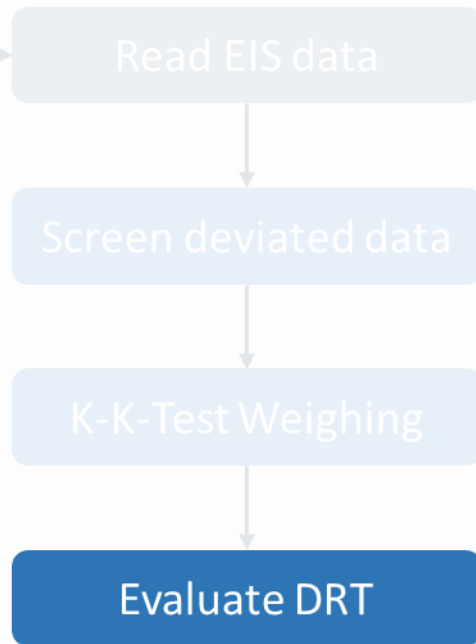 Read EIS data
Screen deviated data
K-K-Test Weighing
Evaluate DRT